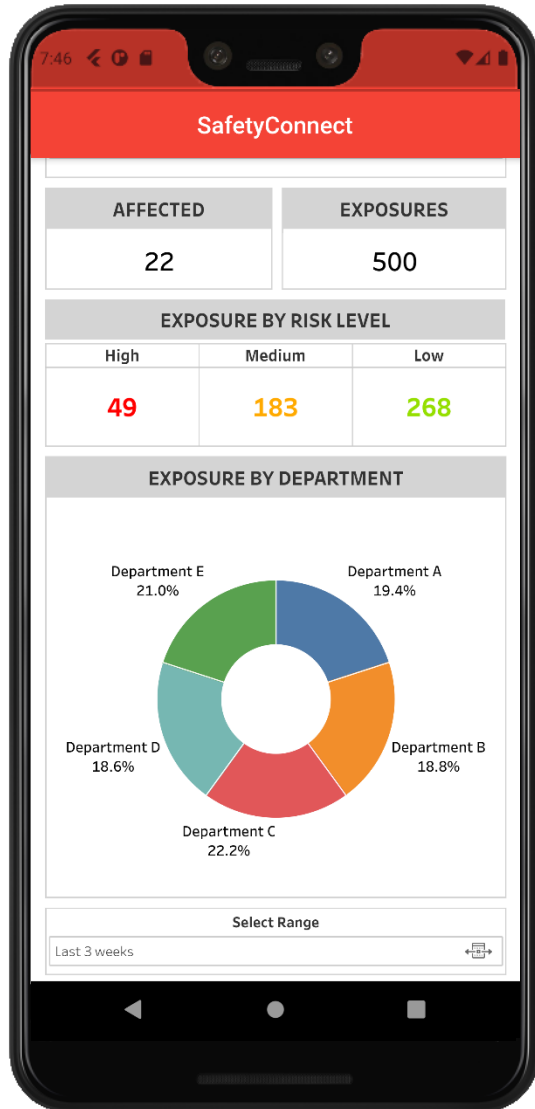 7:46
SafetyConnect
AFFECTED
EXPOSURES
22
500
EXPOSURE BY RISK LEVEL
High
Medium
Low
49
183
268
EXPOSURE BY DEPARTMENT
Department E
21.0%
Department A
19.4%
Department D
18.6%
Department B
18.8%
Department C
22.2%
Select Range
Last 3 weeks